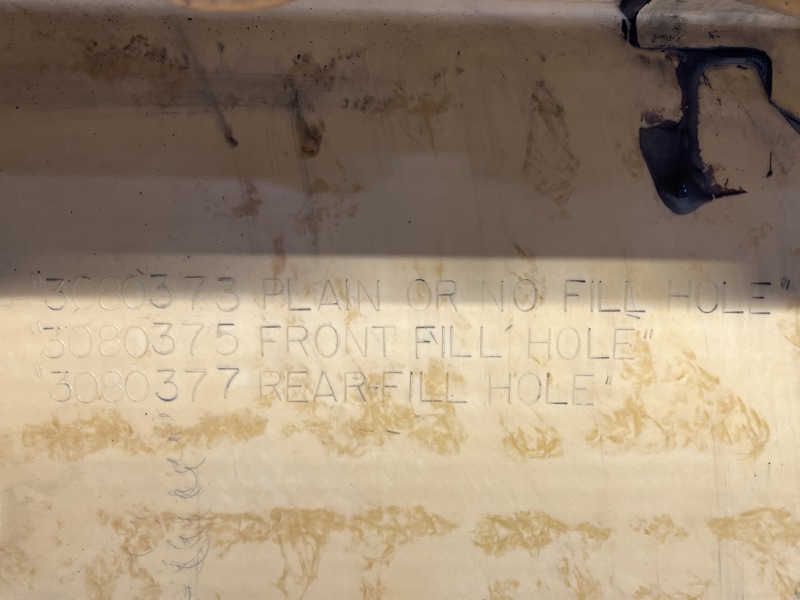 "3080373 PLAIN OR NO FILL HOLE"
"3080375 FRONT FILL HOLE"
"3080377 REAR-FILL HOLE"